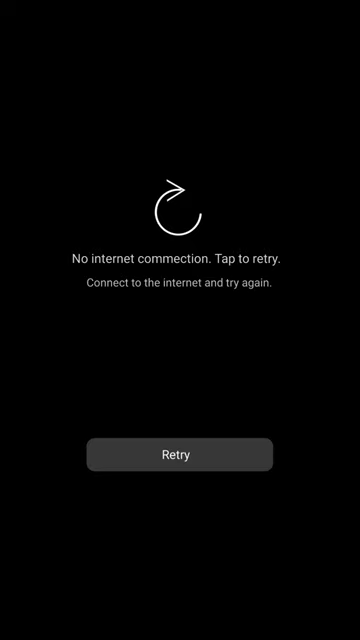 No internet commection. Tap to retry.
Connect to the internet and try again.
Retry